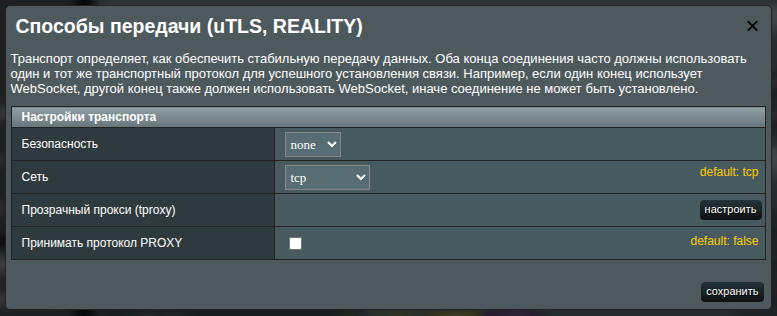 Способы передачи (uTLS, REALITY)
Транспорт определяет, как обеспечить стабильную передачу данных. Оба конца соединения часто должны использовать
один и тот же транспортный протокол для успешного установления связи. Например, если один конец использует
WebSocket, другой конец также должен использовать WebSocket, иначе соединение не может быть установлено.
Настройки транспорта
Безопасность none
Сеть tcp default: tcp
Прозрачный прокси (tproxy) настроить
Принимать протокол PROXY default: false
сохранить